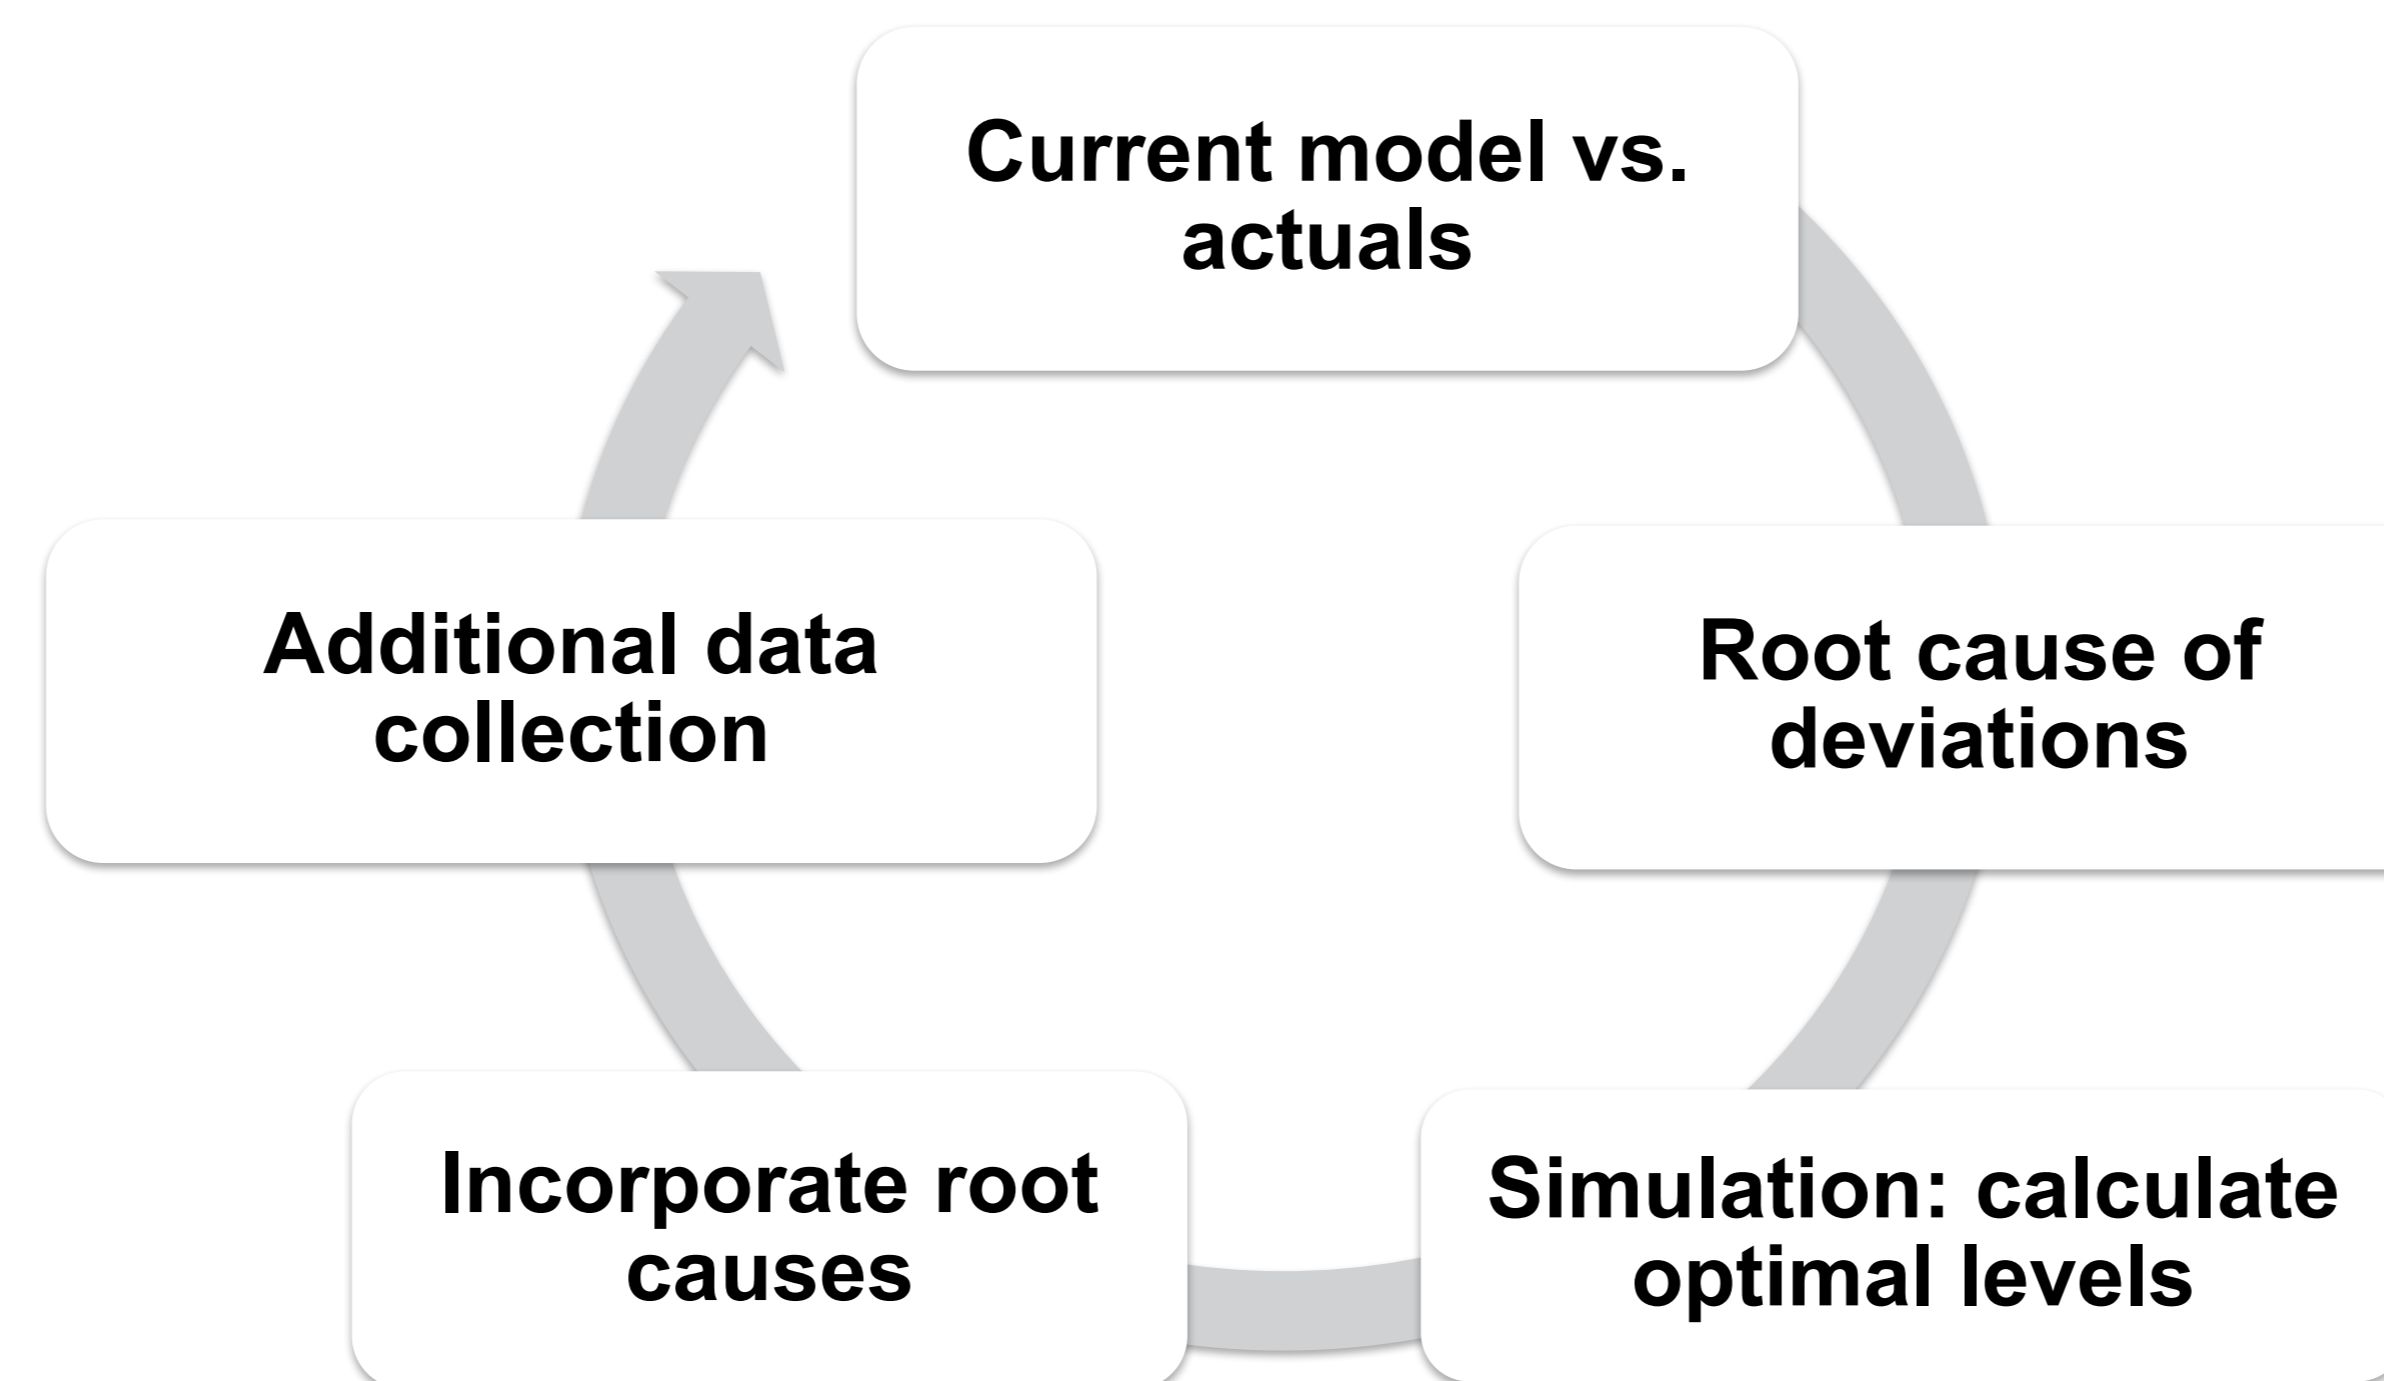 Current model vs.
actuals
Additional data
collection
Root cause of
deviations
Incorporate root
causes
Simulation: calculate
optimal levels